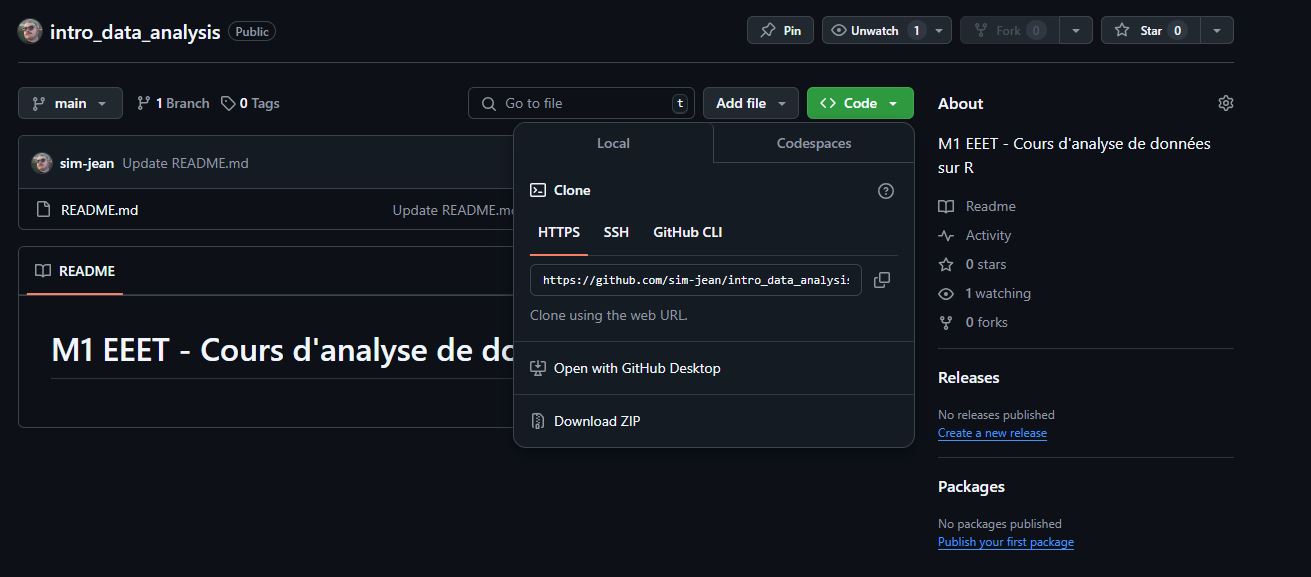 intro_data_analysis Public
Pin
Unwatch 1
Fork 0
Star 0
main
1 Branch
0 Tags
Go to file t
Add file
<> Code
Local
Codespaces
sim-jean Update README.md
README.md Update README.m
Clone
HTTPS SSH GitHub CLI
https://github.com/sim-jean/intro_data_analysis
Clone using the web URL.
Open with GitHub Desktop
Download ZIP
README
M1 EEET - Cours d'analyse de do
About
M1 EEET - Cours d'analyse de données
sur R
Readme
Activity
0 stars
1 watching
0 forks
Releases
No releases published
Create a new release
Packages
No packages published
Publish your first package